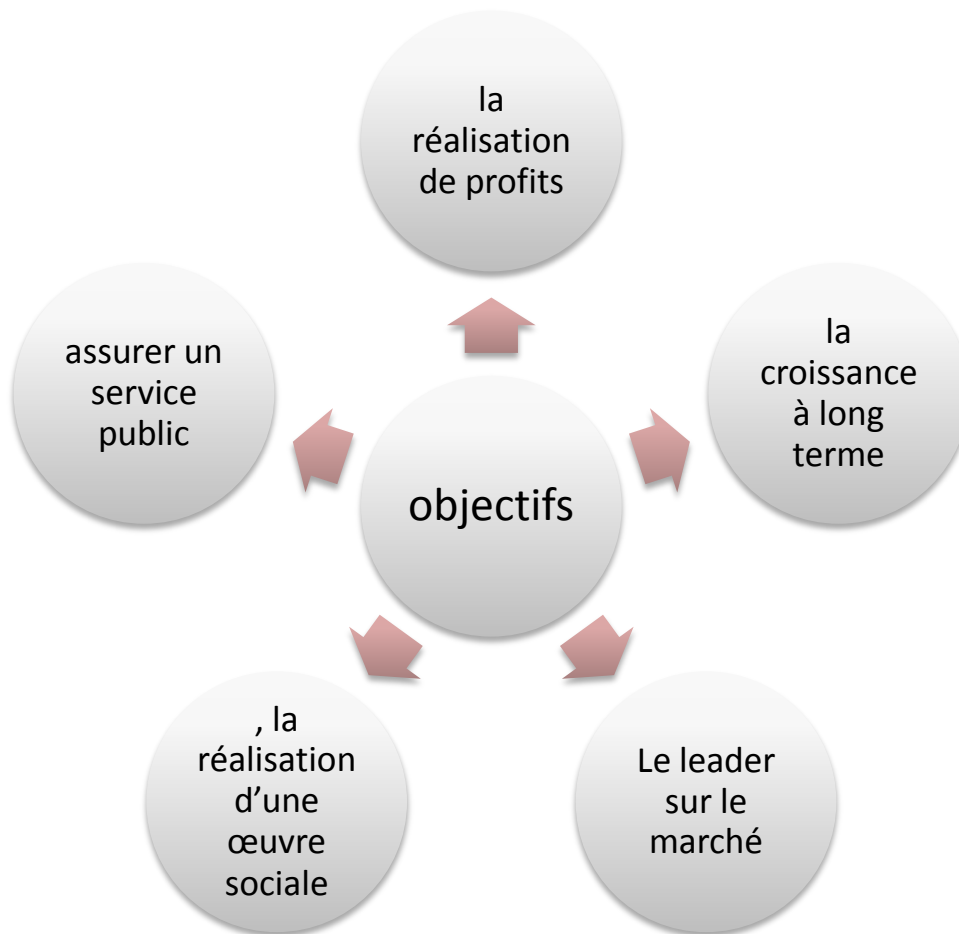 la
réalisation
de profits
la
croissance
à long
terme
Le leader
sur le
marché
, la
réalisation
d’une
œuvre
sociale
assurer un
service
public
objectifs